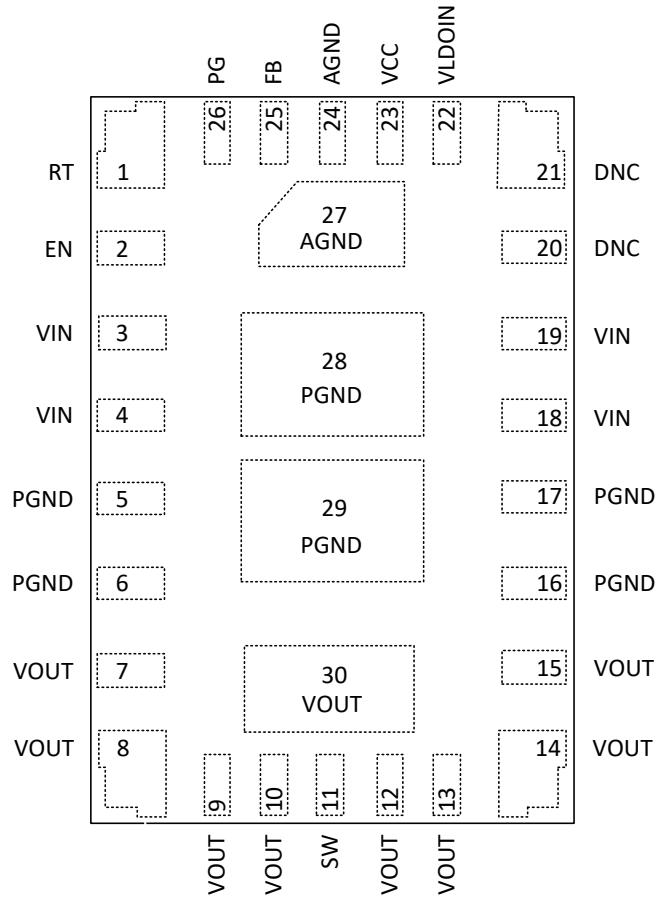 PG FB AGND VCC VLDOIN
26 25 24 23 22
RT 1 21 DNC
27
AGND
EN 2 20 DNC
VIN 3 19 VIN
28
PGND
VIN 4 18 VIN
PGND 5 17 PGND
29
PGND
PGND 6 16 PGND
VOUT 7 15 VOUT
30
VOUT
VOUT 8 14 VOUT
9 10 11 12 13
VOUT VOUT SW VOUT VOUT